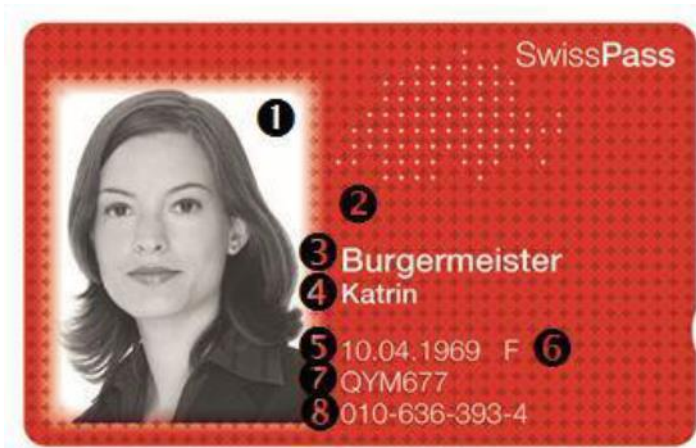 SwissPass
1
2
3 Burgermeister
4 Katrin
5 10.04.1969 F 6
7 QYM677
8 010-636-393-4